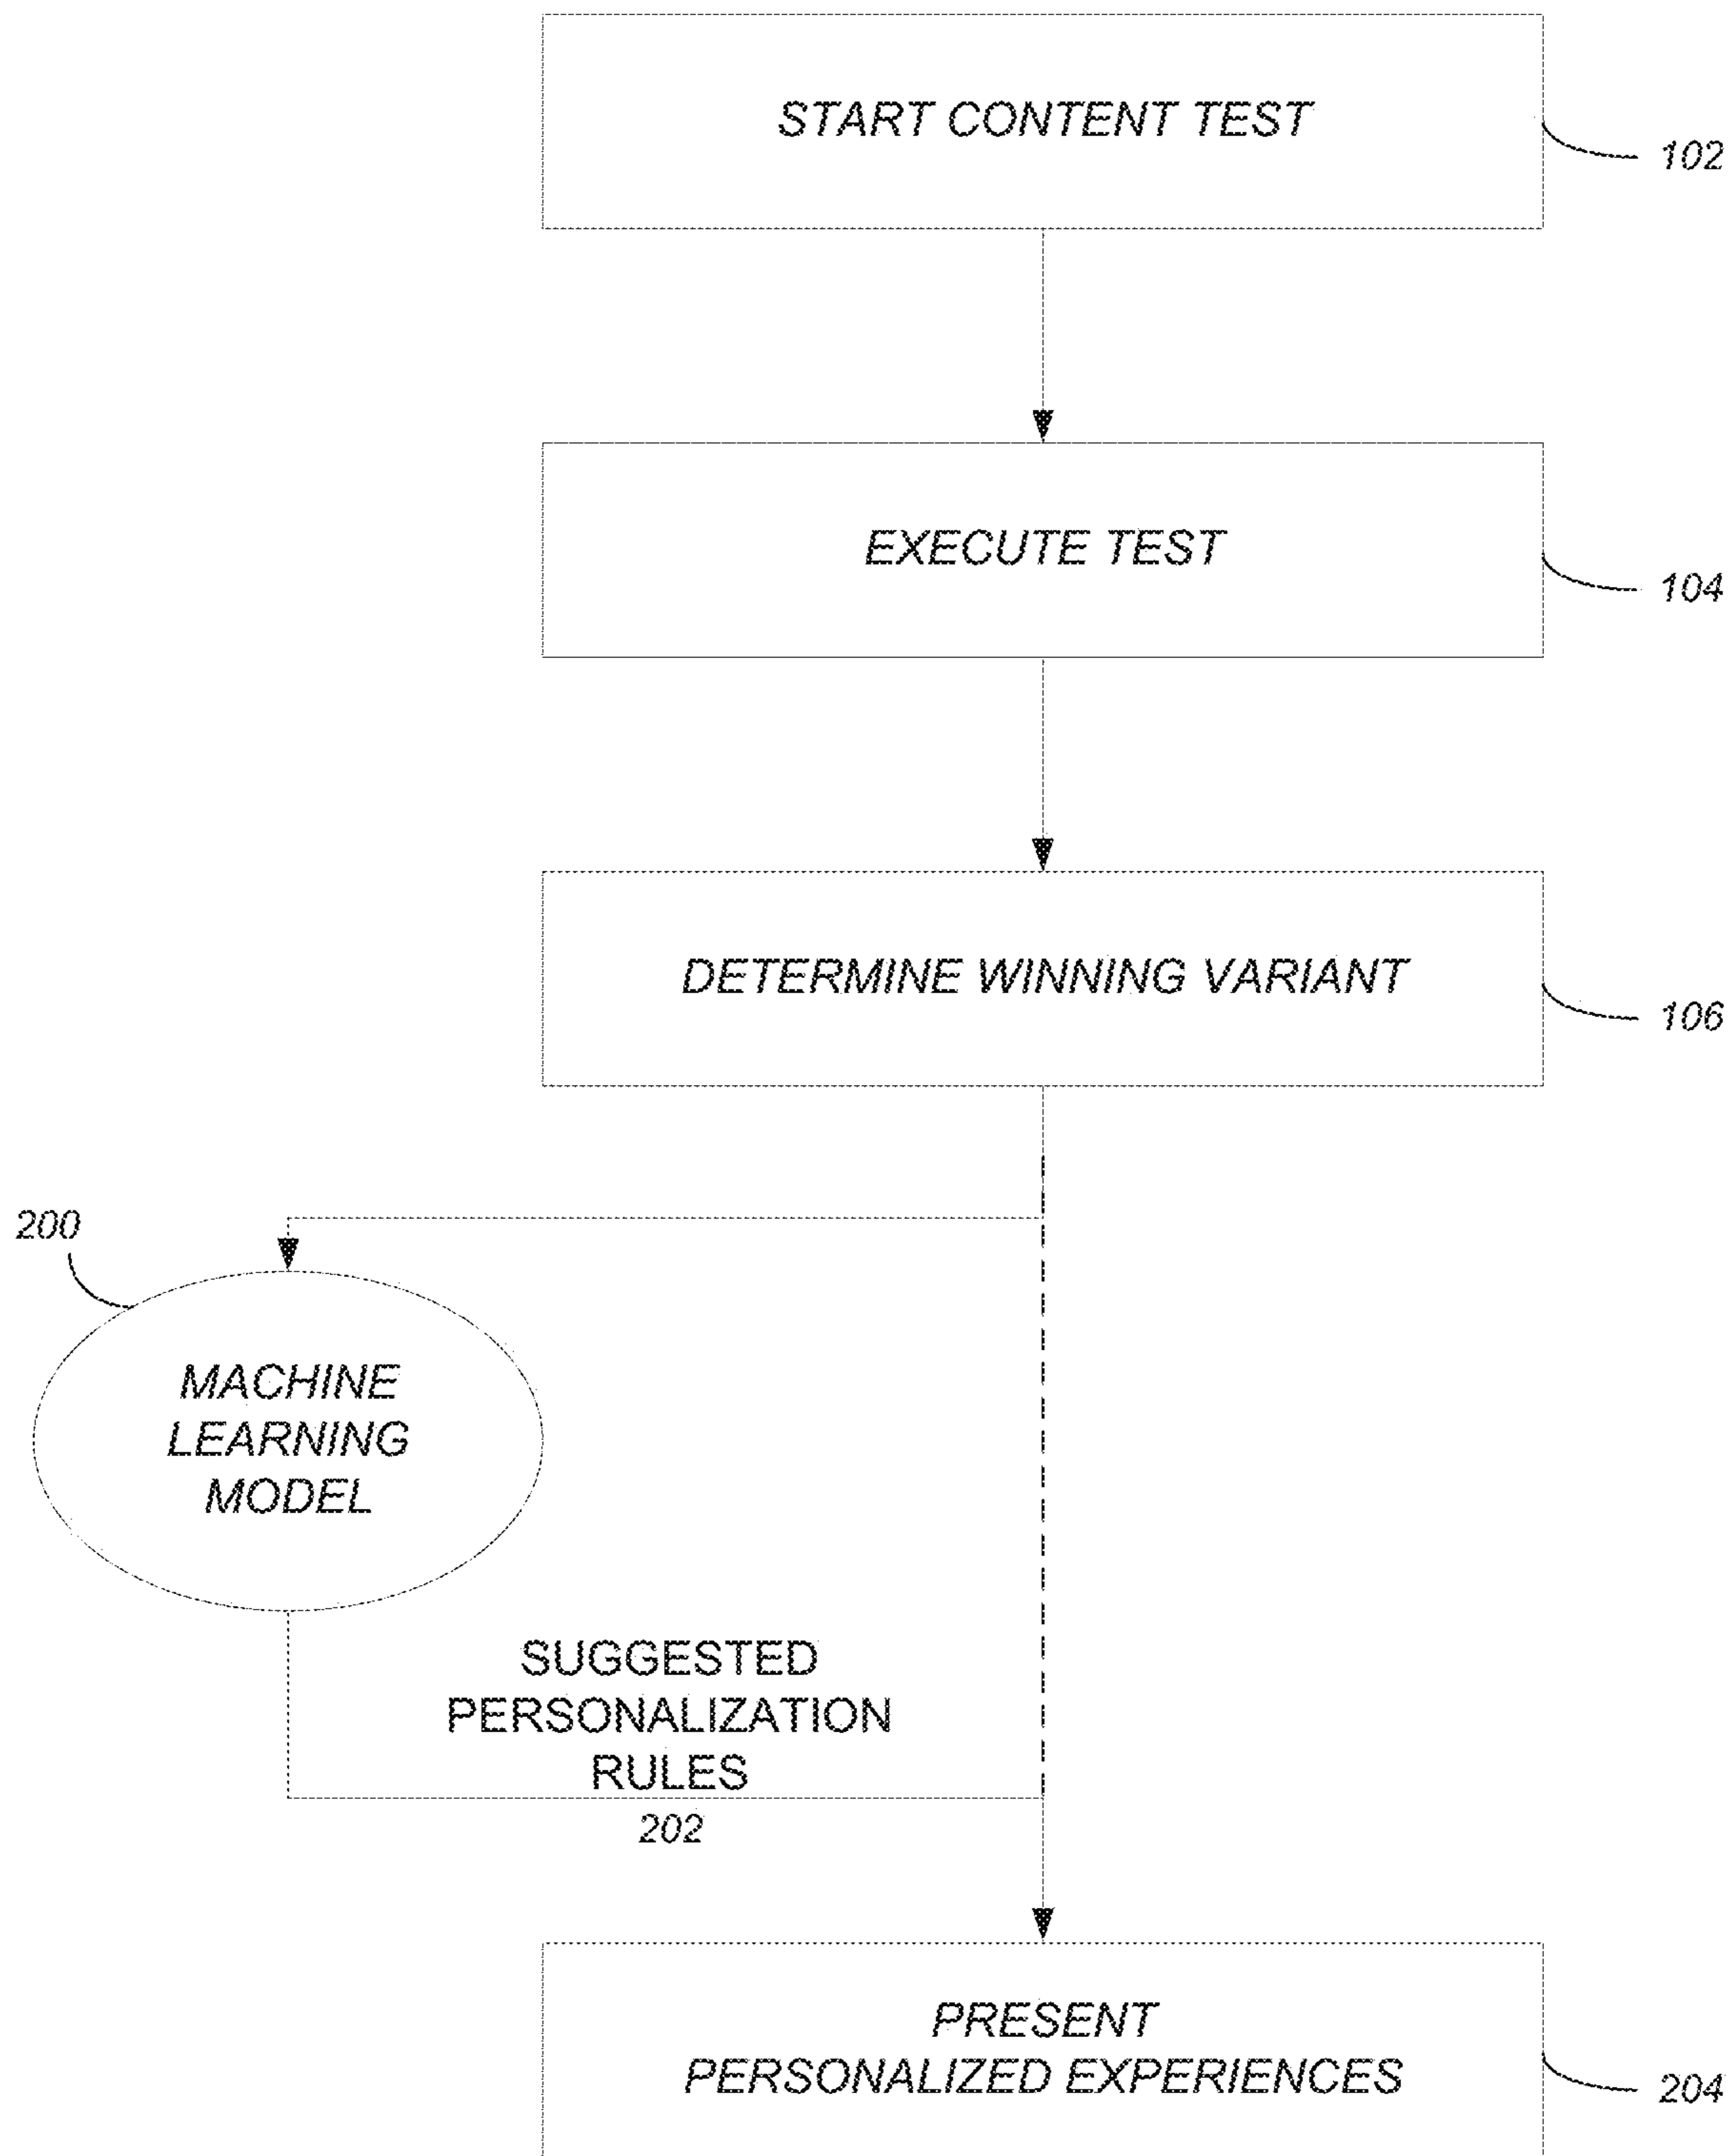 START CONTENT TEST
102
EXECUTE TEST
104
DETERMINE WINNING VARIANT
106
200
MACHINE
LEARNING
MODEL
SUGGESTED
PERSONALIZATION
RULES
202
PRESENT
PERSONALIZED EXPERIENCES
204